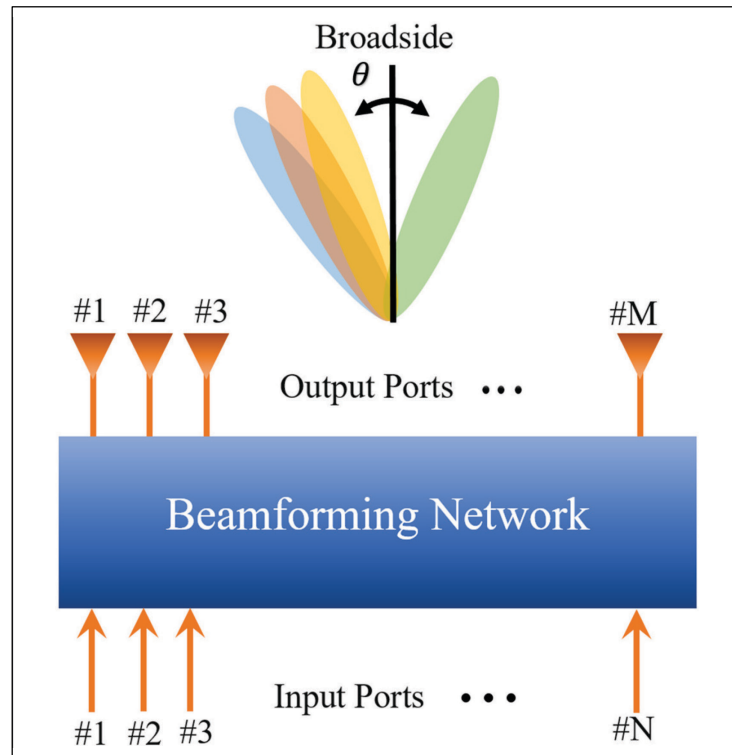 Broadside
θ
#1 #2 #3 #M
Output Ports •••
Beamforming Network
Input Ports •••
#1 #2 #3 #N